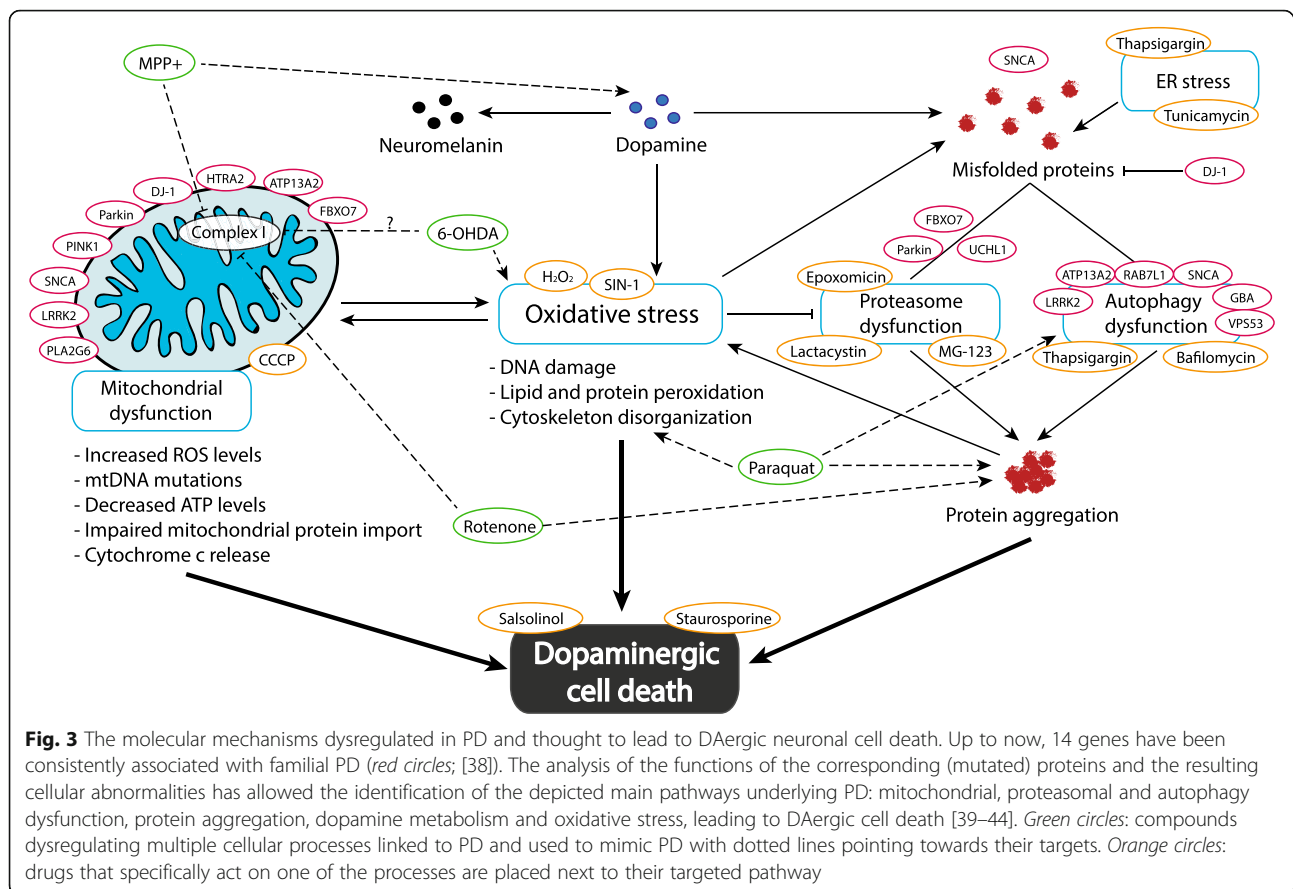 MPP+
SNCA
Thapsigargin
ER stress
Tunicamycin
Neuromelanin
Dopamine
Misfolded proteins
DJ-1
HTRA2
ATP13A2
DJ-1
FBXO7
Parkin
Complex I
?
6-OHDA
PINK1
SNCA
LRRK2
PLA2G6
CCCP
Mitochondrial
dysfunction
- Increased ROS levels
- mtDNA mutations
- Decreased ATP levels
- Impaired mitochondrial protein import
- Cytochrome c release
H₂O₂
SIN-1
Oxidative stress
- DNA damage
- Lipid and protein peroxidation
- Cytoskeleton disorganization
FBXO7
Parkin
UCHL1
Epoxomicin
Proteasome
dysfunction
Lactacystin
MG-123
ATP13A2
RAB7L1
SNCA
LRRK2
GBA
VPS53
Autophagy
dysfunction
Thapsigargin
Bafilomycin
Paraquat
Rotenone
Protein aggregation
Salsolinol
Staurosporine
Dopaminergic
cell death
Fig. 3 The molecular mechanisms dysregulated in PD and thought to lead to DAergic neuronal cell death. Up to now, 14 genes have been
consistently associated with familial PD (red circles; [38]). The analysis of the functions of the corresponding (mutated) proteins and the resulting
cellular abnormalities has allowed the identification of the depicted main pathways underlying PD: mitochondrial, proteasomal and autophagy
dysfunction, protein aggregation, dopamine metabolism and oxidative stress, leading to DAergic cell death [39–44]. Green circles: compounds
dysregulating multiple cellular processes linked to PD and used to mimic PD with dotted lines pointing towards their targets. Orange circles:
drugs that specifically act on one of the processes are placed next to their targeted pathway